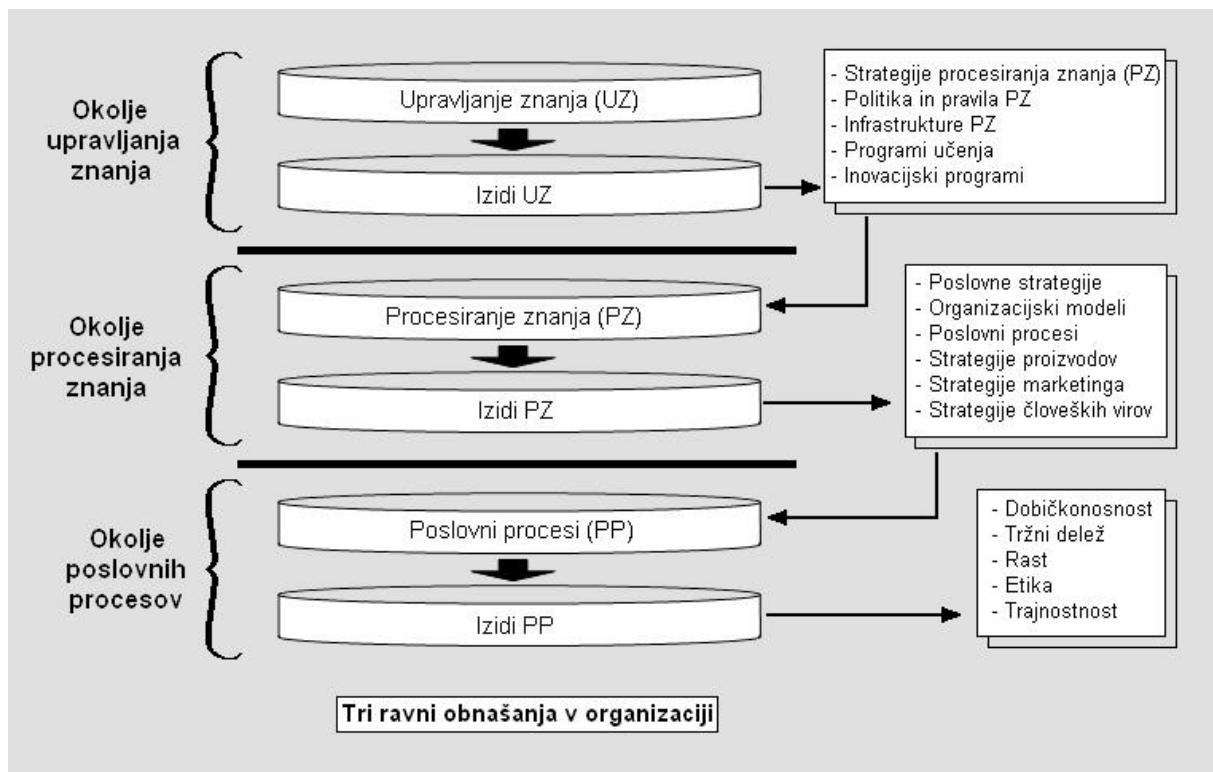 Okolje
upravljanja
znanja
Upravljanje znanja (UZ)
Izidi UZ
- Strategije procesiranja znanja (PZ)
- Politika in pravila PZ
- Infrastrukture PZ
- Programi učenja
- Inovacijski programi
Okolje
procesiranja
znanja
Procesiranje znanja (PZ)
Izidi PZ
- Poslovne strategije
- Organizacijski modeli
- Poslovni procesi
- Strategije proizvodov
- Strategije marketinga
- Strategije človeških virov
Okolje
poslovnih
procesov
Poslovni procesi (PP)
Izidi PP
- Dobičkonosnost
- Tržni delež
- Rast
- Etika
- Trajnostnost
Tri ravni obnašanja v organizaciji